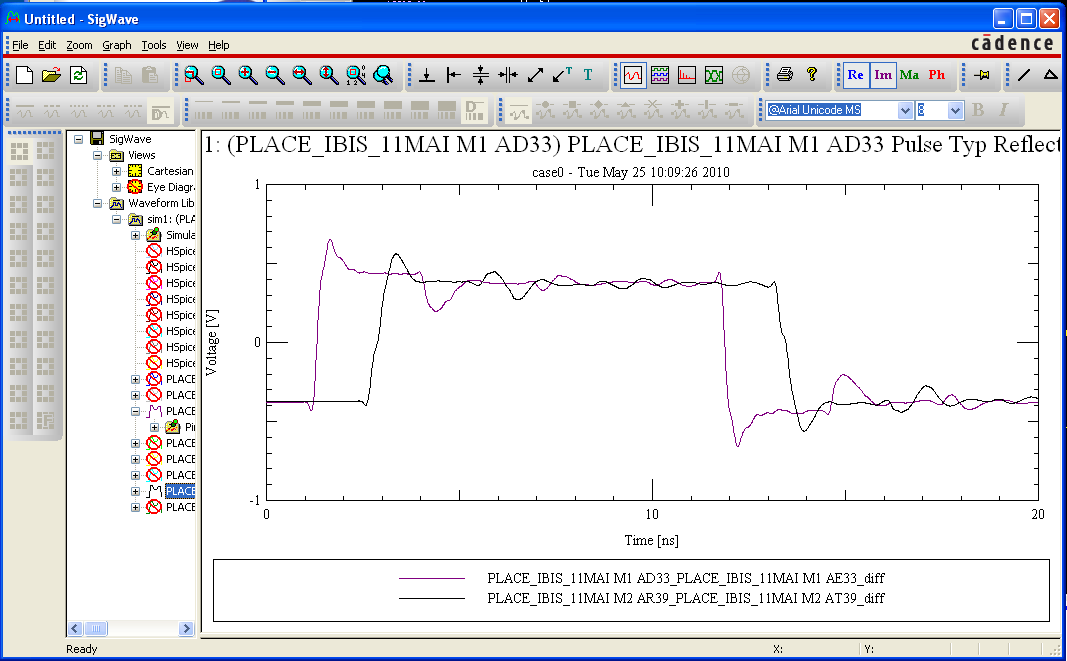 Untitled - SigWave
File Edit Zoom Graph Tools View Help
cādence
Re Im Ma Ph
@Arial Unicode MS 8 B I
SigWave
Views
Cartesian
Eye Diagra
Waveform Lib
sim1: (PLA
Simula
HSpice
HSpice
HSpice
HSpice
HSpice
HSpice
HSpice
HSpice
PLACE
PLACE
PLACE
Pin
PLACE
PLACE
PLACE
PLACE
PLACE
1: (PLACE_IBIS_11MAI M1 AD33) PLACE_IBIS_11MAI M1 AD33 Pulse Typ Reflect
case0 - Tue May 25 10:09:26 2010
1
0
-1
Voltage [V]
0 10 20
Time [ns]
PLACE_IBIS_11MAI M1 AD33_PLACE_IBIS_11MAI M1 AE33_diff
PLACE_IBIS_11MAI M2 AR39_PLACE_IBIS_11MAI M2 AT39_diff
Ready X: Y: